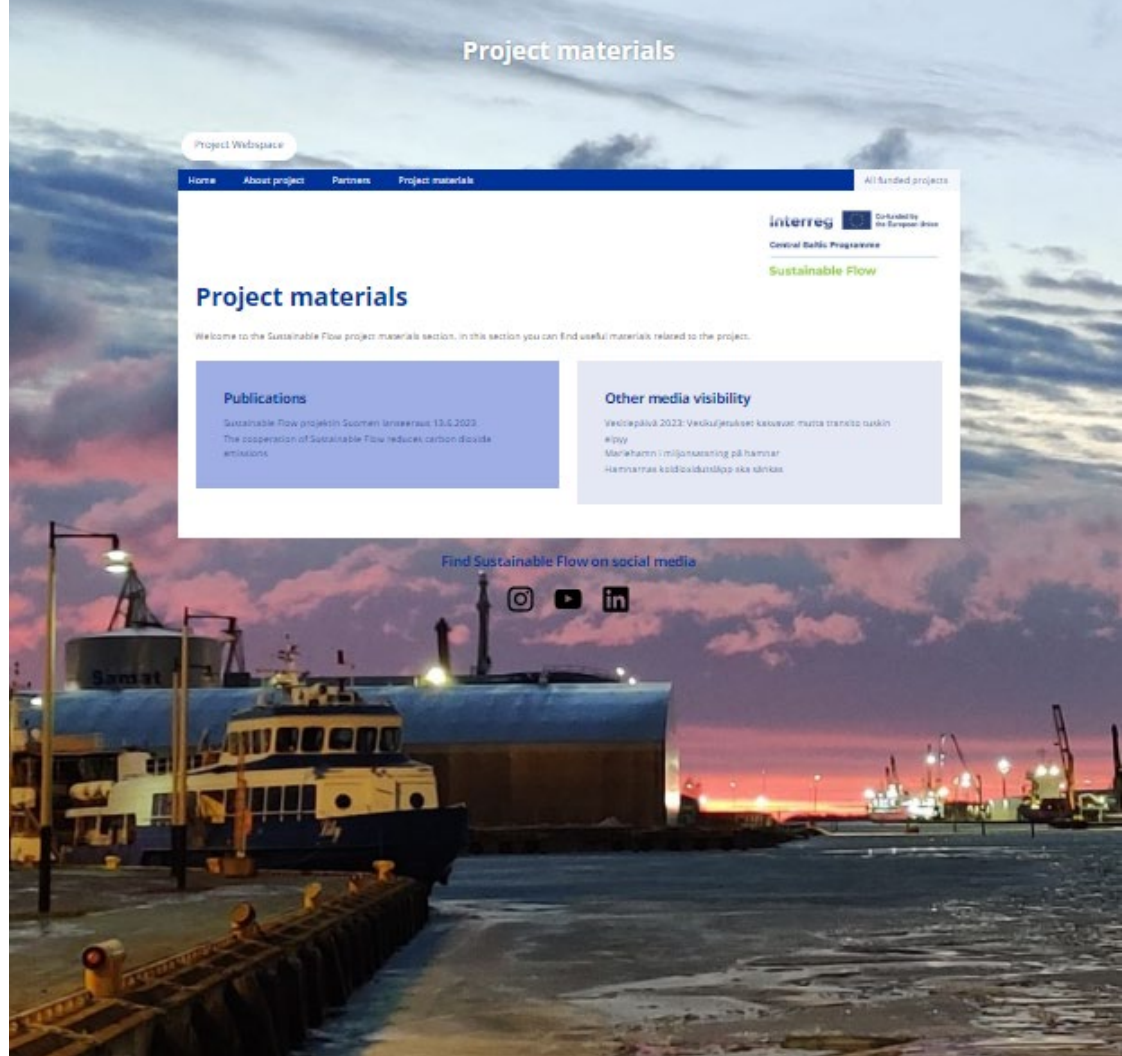 Project materials
Project Webspace
Home About project Partners Project materials All funded projects
Interreg Co-funded by
the European Union
Central Baltic Programme
Sustainable Flow
Project materials
Welcome to the Sustainable Flow project materials section, in this section you can find useful materials related to the project.
Publications
Sustainable Flow projektin Suomen lanseeraus 13.6.2023
The cooperation of Sustainable Flow reduces carbon dioxide
emissions
Other media visibility
Vesitiepäivä 2023: Vesikuljetukset kasvavat mutta transito tuskin
elpyy
Mariehamn i miljonsatsning på hamnar
Hamnarnas koldioxidutsläpp ska sänkas
Find Sustainable Flow on social media
in
Samat